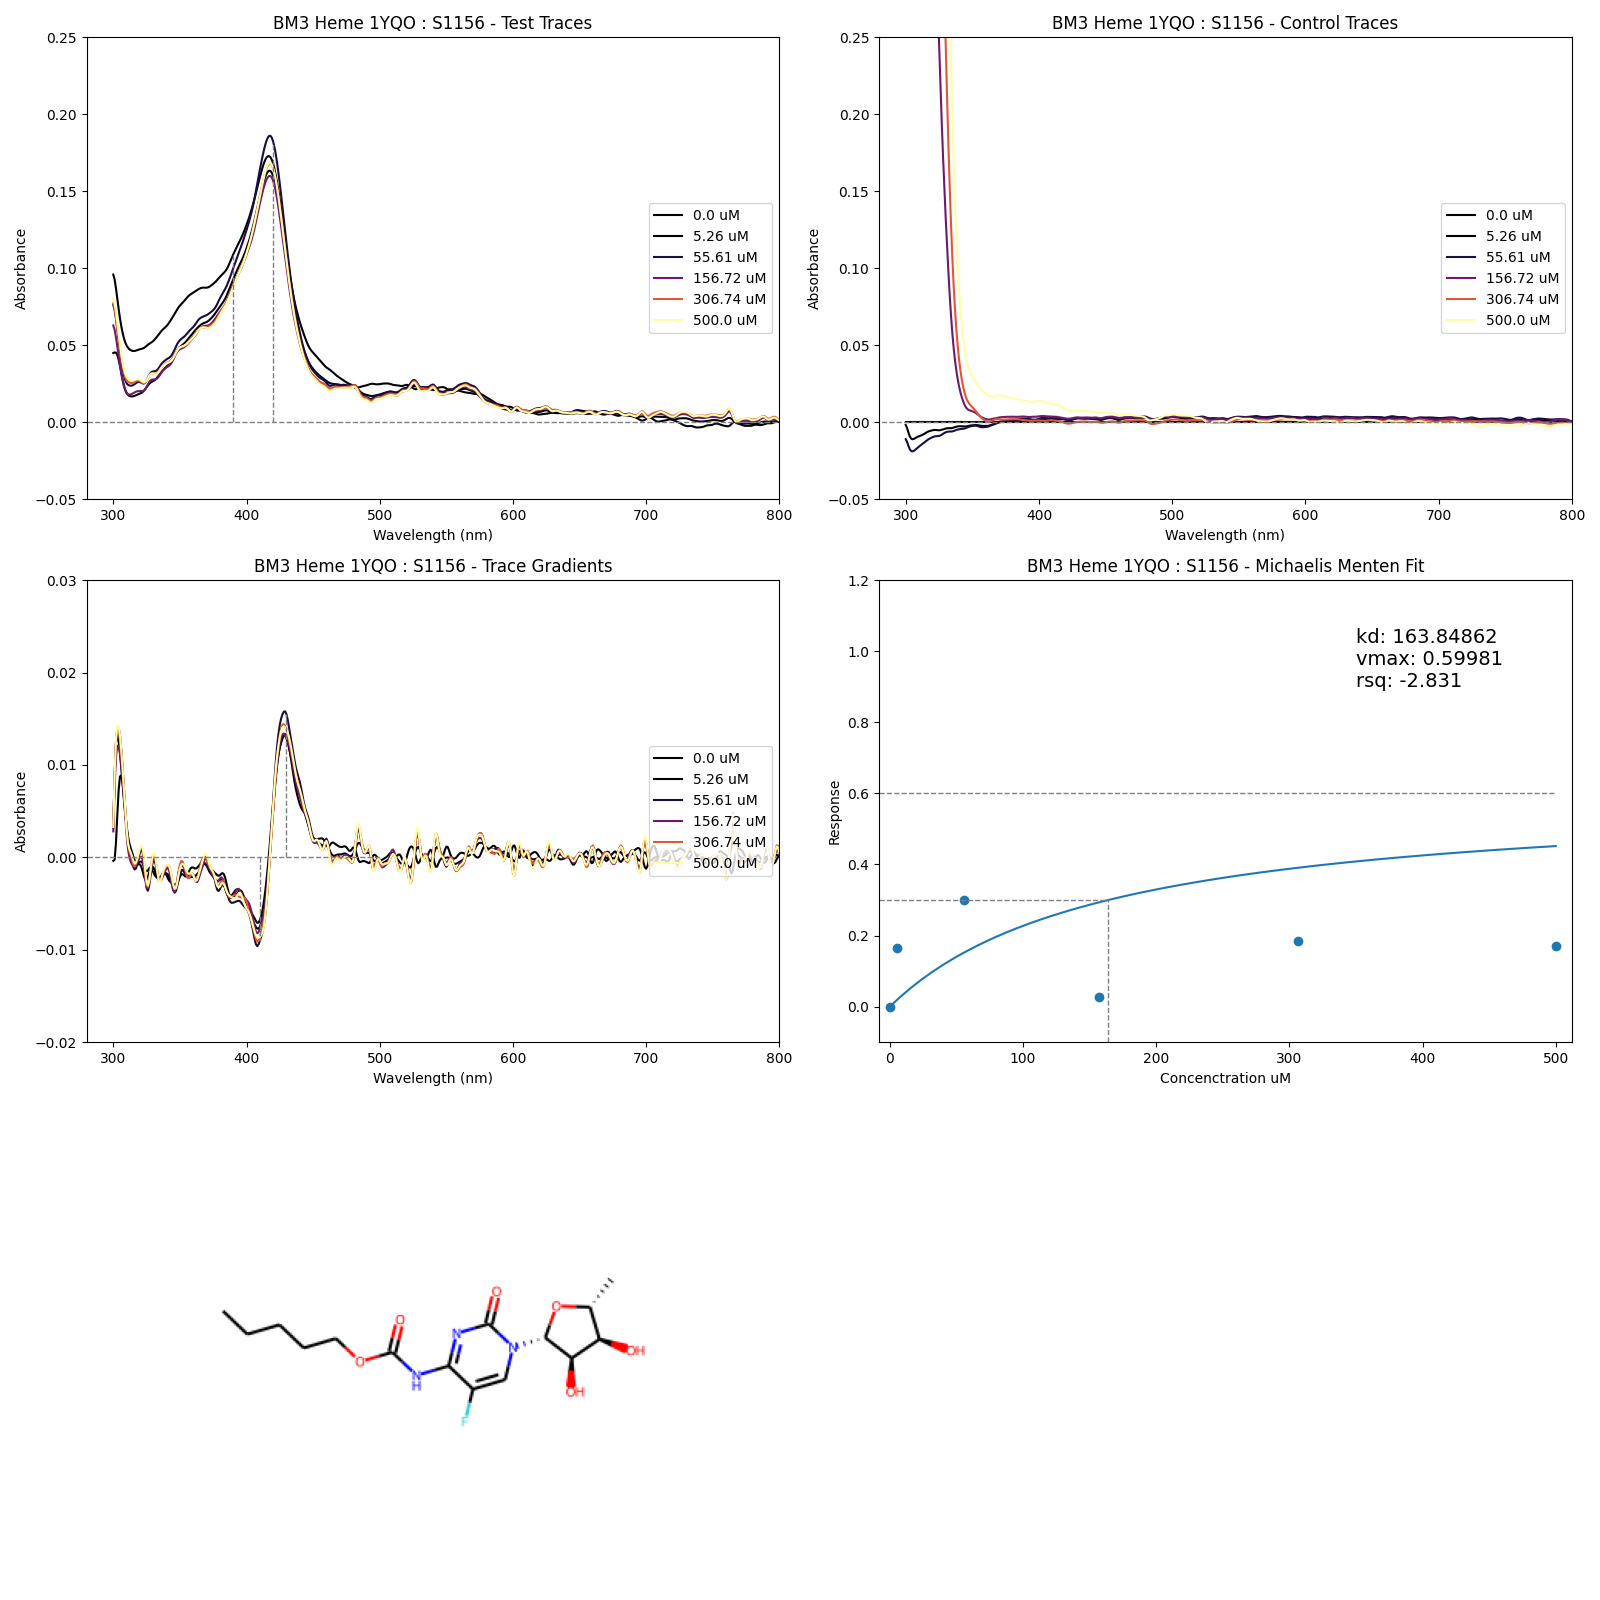 BM3 Heme 1YQO : S1156 - Test Traces
0.25
0.20
0.15
0.10
0.05
0.00
−0.05
Absorbance
300 400 500 600 700 800
Wavelength (nm)
0.0 uM
5.26 uM
55.61 uM
156.72 uM
306.74 uM
500.0 uM
BM3 Heme 1YQO : S1156 - Control Traces
0.25
0.20
0.15
0.10
0.05
0.00
−0.05
Absorbance
300 400 500 600 700 800
Wavelength (nm)
0.0 uM
5.26 uM
55.61 uM
156.72 uM
306.74 uM
500.0 uM
BM3 Heme 1YQO : S1156 - Trace Gradients
0.03
0.02
0.01
0.00
−0.01
−0.02
Absorbance
300 400 500 600 700 800
Wavelength (nm)
0.0 uM
5.26 uM
55.61 uM
156.72 uM
306.74 uM
500.0 uM
BM3 Heme 1YQO : S1156 - Michaelis Menten Fit
1.2
1.0
0.8
0.6
0.4
0.2
0.0
Response
0 100 200 300 400 500
Concenctration uM
kd: 163.84862
vmax: 0.59981
rsq: -2.831
O
O
N
H
N
O
N
F
O
OH
OH